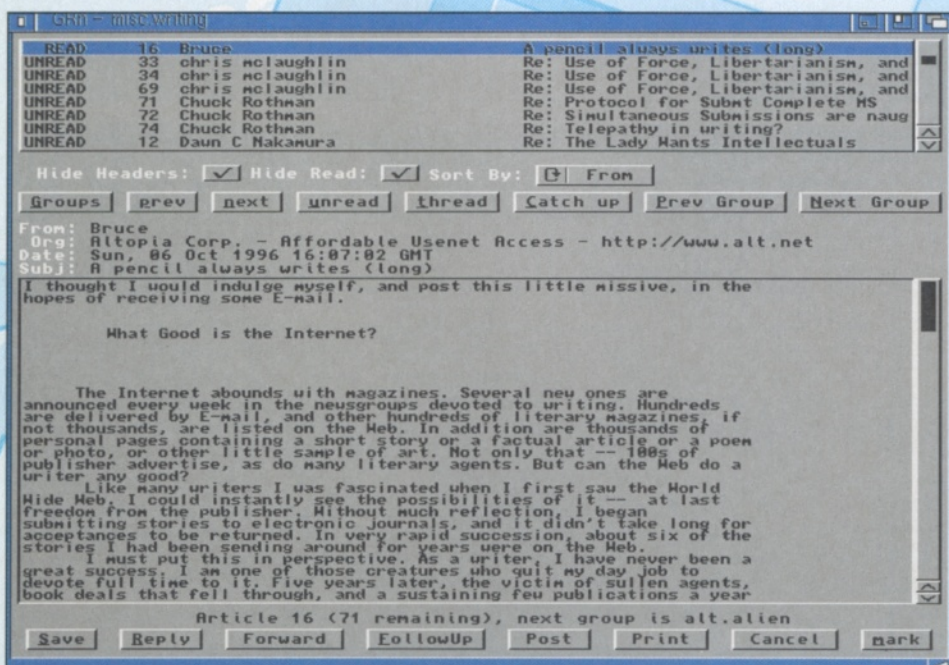 GRn – misc.writing
READ 16 Bruce A pencil always writes (long)
UNREAD 33 chris mclaughlin Re: Use of Force, Libertarianism, and
UNREAD 34 chris mclaughlin Re: Use of Force, Libertarianism, and
UNREAD 69 chris mclaughlin Re: Use of Force, Libertarianism, and
UNREAD 71 Chuck Rothman Re: Protocol for Submt Complete MS
UNREAD 72 Chuck Rothman Re: Simultaneous Submissions are naug
UNREAD 74 Chuck Rothman Re: Telepathy in writing?
UNREAD 12 Dawn C Nakamura Re: The Lady Wants Intellectuals
Hide Headers: Hide Read: Sort By: From
Groups prev next unread thread Catch up Prev Group Next Group
From: Bruce
Org: Altopia Corp. - Affordable Usenet Access - http://www.alt.net
Date: Sun, 06 Oct 1996 16:07:02 GMT
Subj: A pencil always writes (long)
I thought I would indulge myself, and post this little missive, in the
hopes of receiving some E-mail.
What Good is the Internet?
The Internet abounds with magazines. Several new ones are
announced every week in the newsgroups devoted to writing. Hundreds
are delivered by E-mail, and other hundreds of literary magazines, if
not thousands, are listed on the Web. In addition are thousands of
personal pages containing a short story or a factual article or a poem
or photo, or other little sample of art. Not only that -- 100s of
publisher advertise, as do many literary agents. But can the Web do a
writer any good?
Like many writers I was fascinated when I first saw the World
Wide Web. I could instantly see the possibilities of it -- at last
freedom from the publisher. Without much reflection, I began
submitting stories to electronic journals, and it didn't take long for
acceptances to be returned. In very rapid succession, about six of the
stories I had been sending around for years were on the Web.
I must put this in perspective. As a writer, I have never been a
great success. I am one of those creatures who quit my day job to
devote full time to it. Five years later, the victim of sullen agents,
book deals that fell through, and a sustaining few publications a year
Article 16 (71 remaining), next group is alt.alien
Save Reply Forward FollowUp Post Print Cancel mark